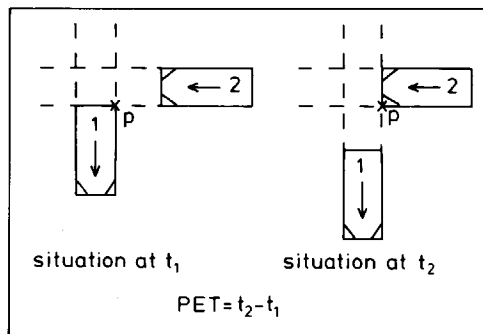 2
p
1
2
p
1
situation at t₁
situation at t₂
PET=t₂-t₁